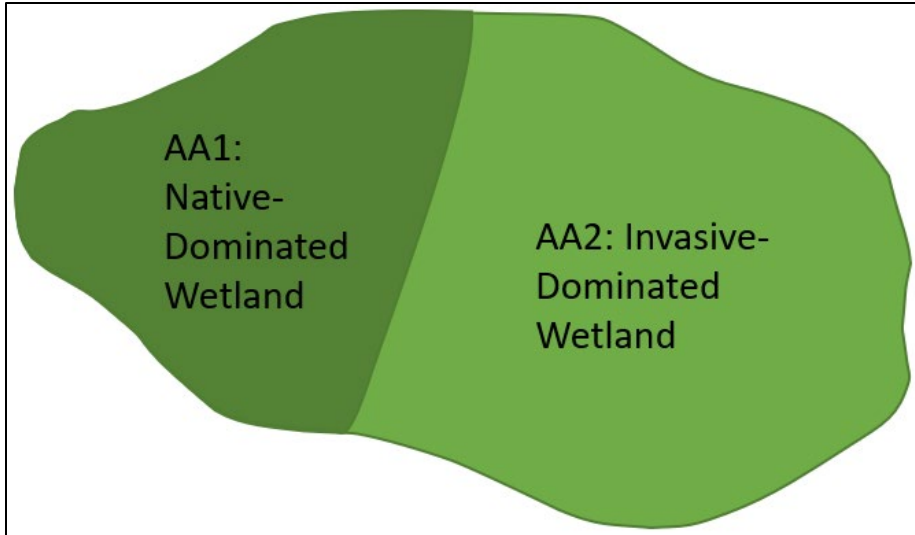 AA1:
Native-
Dominated
Wetland
AA2: Invasive-
Dominated
Wetland